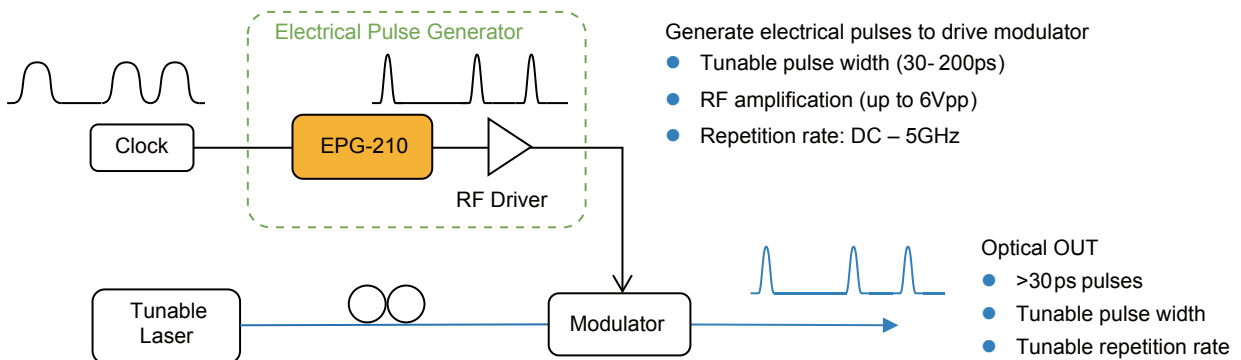 Electrical Pulse Generator
Clock
EPG-210
RF Driver
Generate electrical pulses to drive modulator
Tunable pulse width (30-200ps)
RF amplification (up to 6Vpp)
Repetition rate: DC – 5GHz
Tunable
Laser
Modulator
Optical OUT
>30ps pulses
Tunable pulse width
Tunable repetition rate